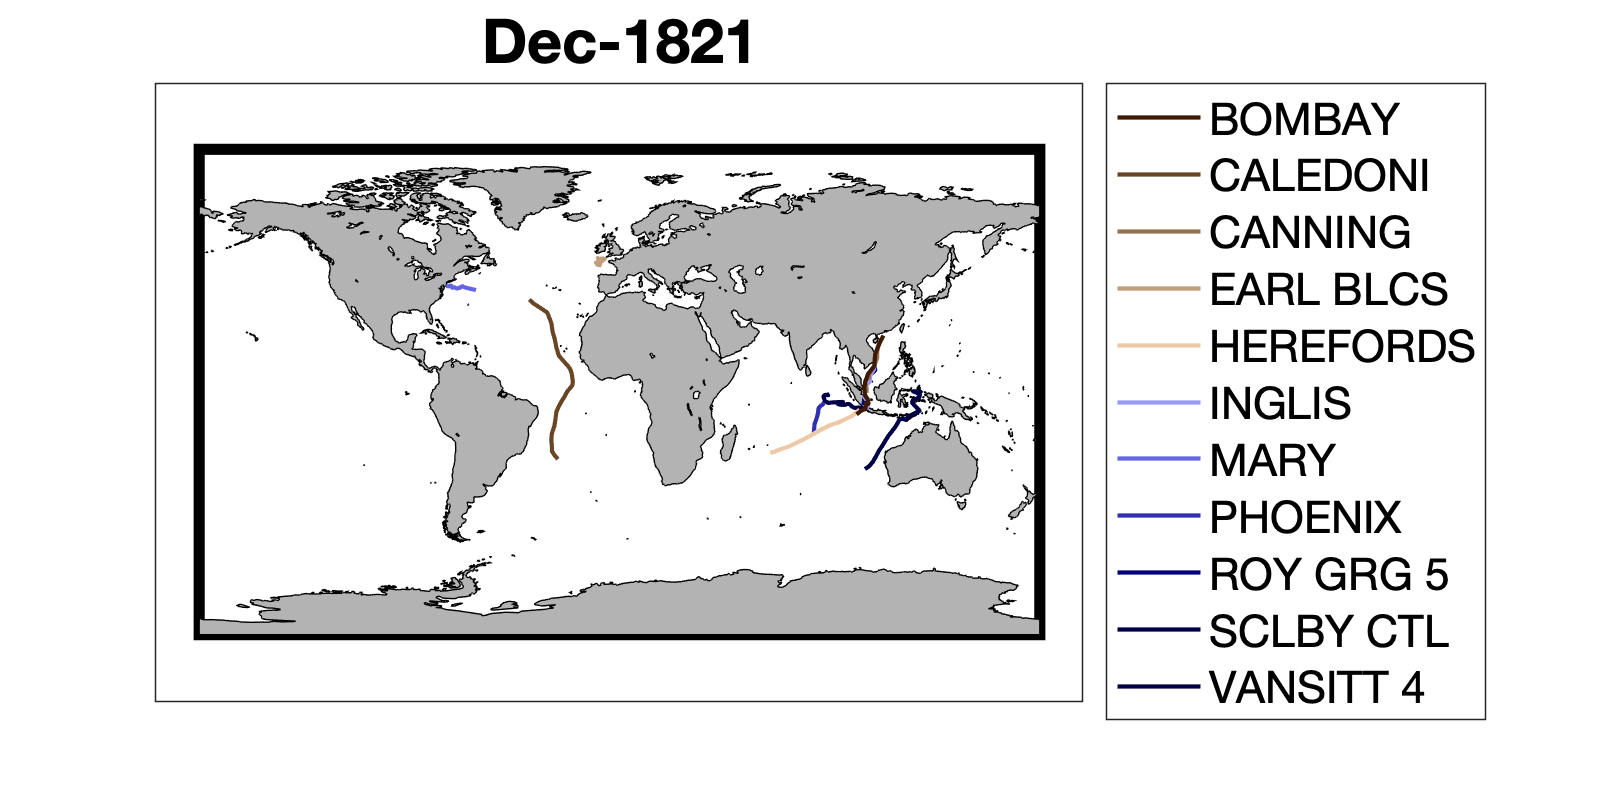 Dec-1821
BOMBAY
CALEDONI
CANNING
EARL BLCS
HEREFORDS
INGLIS
MARY
PHOENIX
ROY GRG 5
SCLBY CTL
VANSITT 4